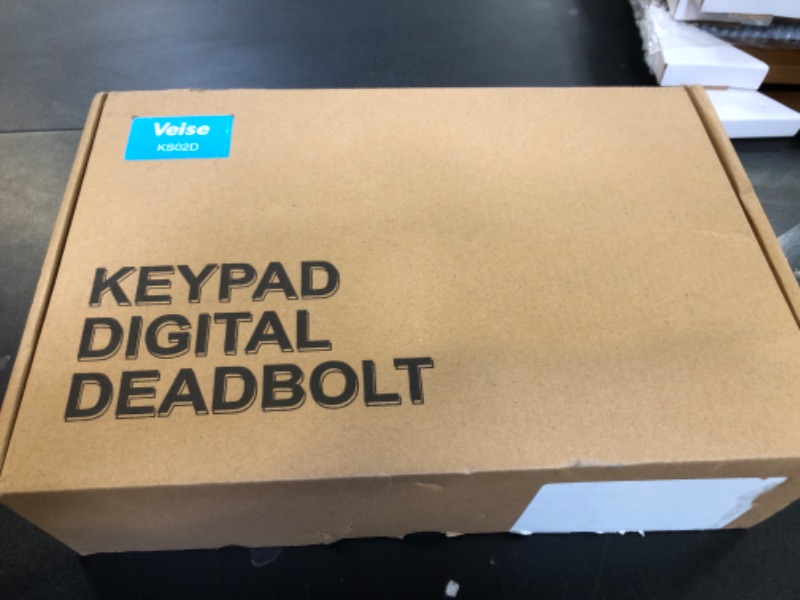 Veise
KS02D
KEYPAD
DIGITAL
DEADBOLT